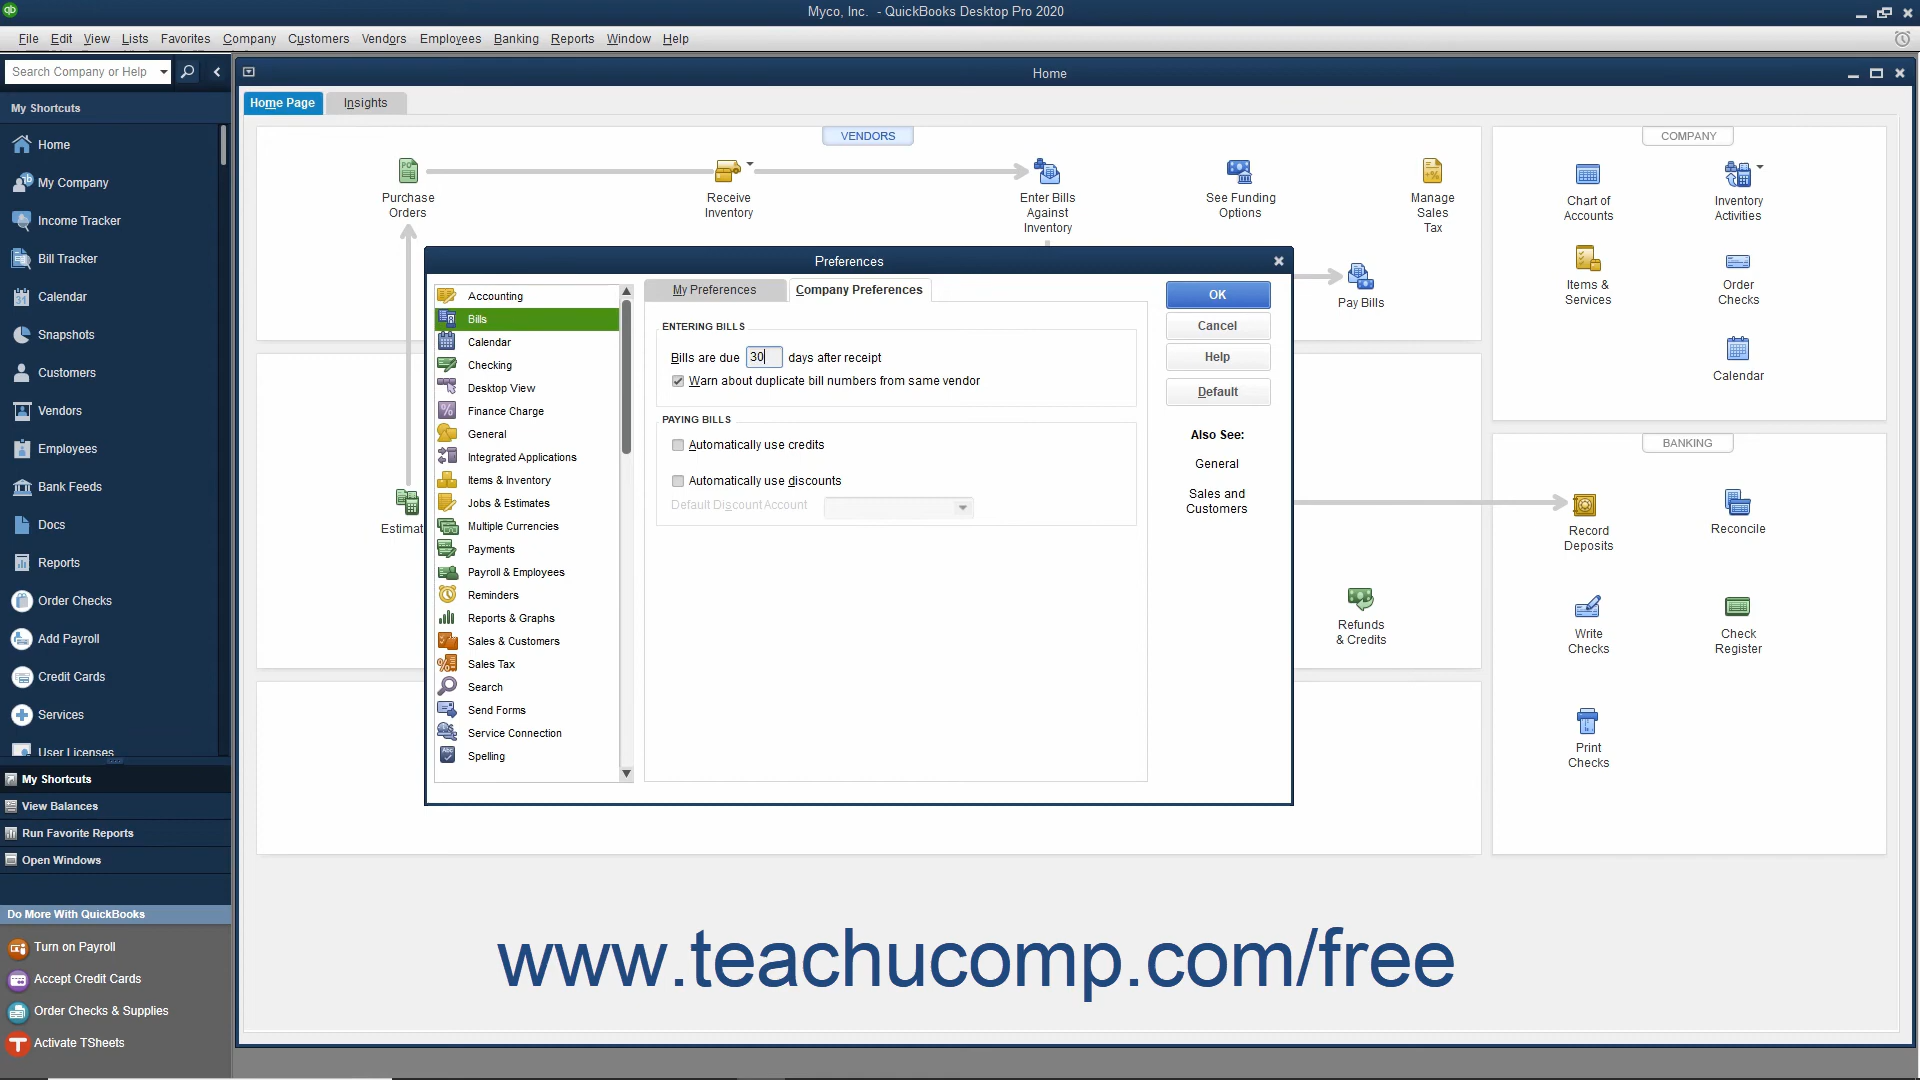 Myco, Inc. - QuickBooks Desktop Pro 2020
File Edit View Lists Favorites Company Customers Vendors Employees Banking Reports Window Help
Search Company or Help
My Shortcuts
Home
My Company
Income Tracker
Bill Tracker
Calendar
Snapshots
Customers
Vendors
Employees
Bank Feeds
Docs
Reports
Order Checks
Add Payroll
Credit Cards
Services
User Licenses
My Shortcuts
View Balances
Run Favorite Reports
Open Windows
Do More With QuickBooks
Turn on Payroll
Accept Credit Cards
Order Checks & Supplies
Activate TSheets
Home
Home Page Insights
VENDORS
Purchase
Orders
Receive
Inventory
Enter Bills
Against
Inventory
See Funding
Options
Manage
Sales
Tax
Pay Bills
Estimat
Refunds
& Credits
COMPANY
Chart of
Accounts
Inventory
Activities
Items &
Services
Order
Checks
Calendar
BANKING
Record
Deposits
Reconcile
Write
Checks
Check
Register
Print
Checks
Preferences
Accounting
Bills
Calendar
Checking
Desktop View
Finance Charge
General
Integrated Applications
Items & Inventory
Jobs & Estimates
Multiple Currencies
Payments
Payroll & Employees
Reminders
Reports & Graphs
Sales & Customers
Sales Tax
Search
Send Forms
Service Connection
Spelling
My Preferences Company Preferences
ENTERING BILLS
Bills are due 30 days after receipt
Warn about duplicate bill numbers from same vendor
PAYING BILLS
Automatically use credits
Automatically use discounts
Default Discount Account
OK
Cancel
Help
Default
Also See:
General
Sales and
Customers
www.teachucomp.com/free